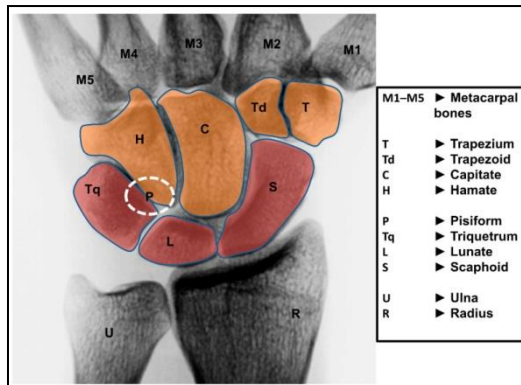 M5 M4 M3 M2 M1
Td T
H C
Tq P S
L
U R
M1–M5 ► Metacarpal
bones
T ► Trapezium
Td ► Trapezoid
C ► Capitate
H ► Hamate
P ► Pisiform
Tq ► Triquetrum
L ► Lunate
S ► Scaphoid
U ► Ulna
R ► Radius